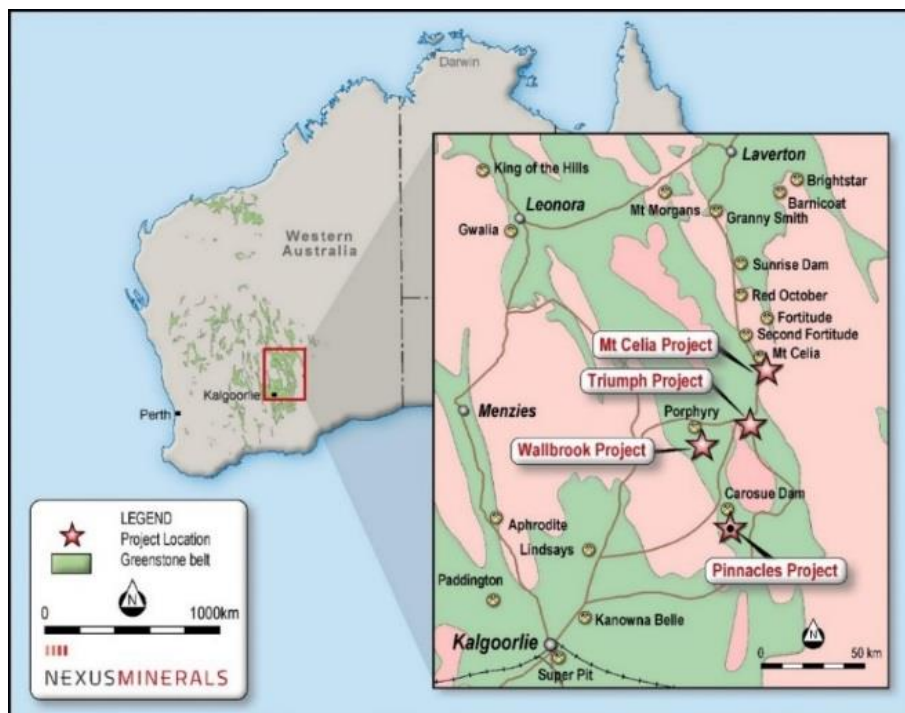 Darwin
Western
Australia
Kalgoorlie
Perth
LEGEND
Project Location
Greenstone belt
N
0 1000km
NEXUSMINERALS
Laverton
King of the Hills
Brightstar
Barnicoat
Mt Morgans
Leonora
Granny Smith
Gwalia
Sunrise Dam
Red October
Fortitude
Second Fortitude
Mt Celia Project
Mt Celia
Triumph Project
Menzies
Porphyry
Wallbrook Project
Carosue Dam
Aphrodite
Lindsays
Pinnacles Project
Paddington
Kanowna Belle
Kalgoorlie
N
Super Pit
0 50 km